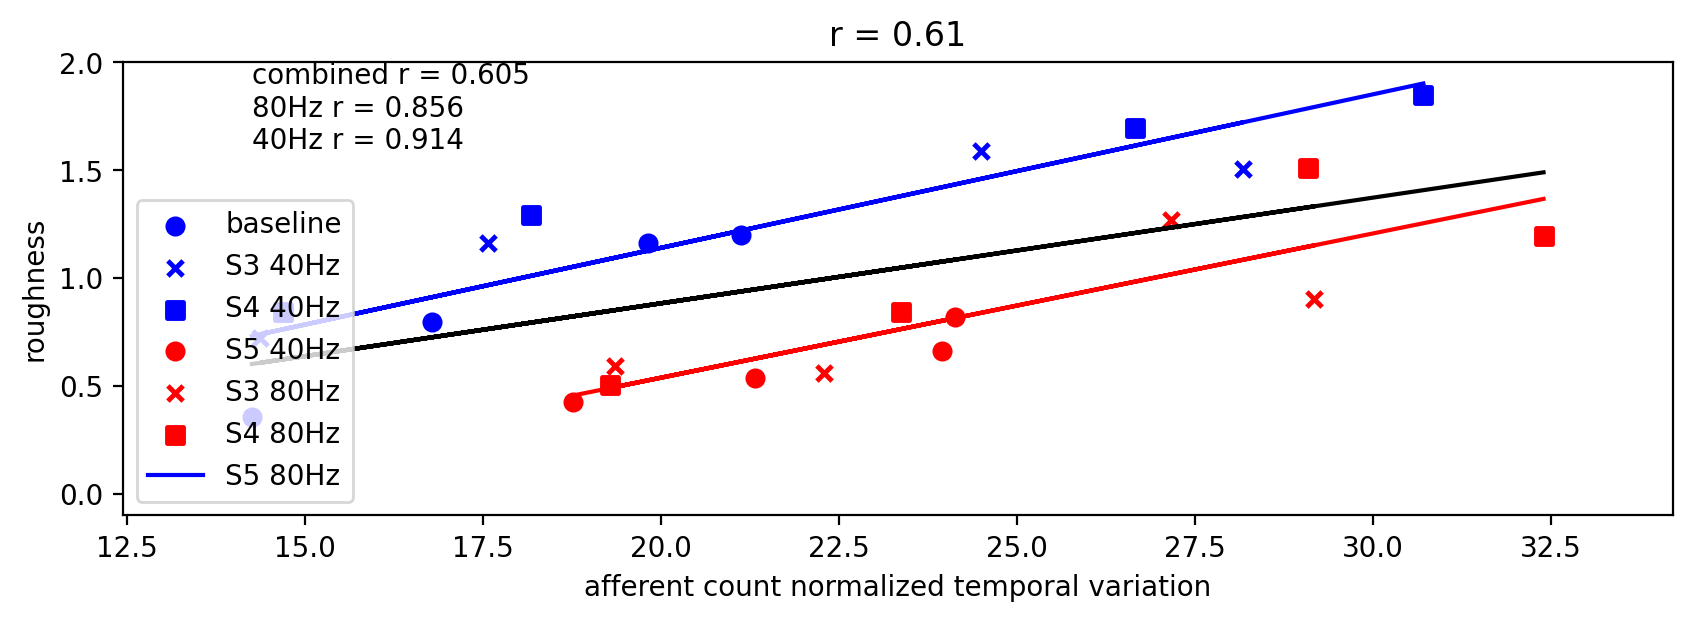 r = 0.61
combined r = 0.605
80Hz r = 0.856
40Hz r = 0.914
2.0
1.5
1.0
0.5
0.0
roughness
baseline
S3 40Hz
S4 40Hz
S5 40Hz
S3 80Hz
S4 80Hz
S5 80Hz
12.5 15.0 17.5 20.0 22.5 25.0 27.5 30.0 32.5
afferent count normalized temporal variation